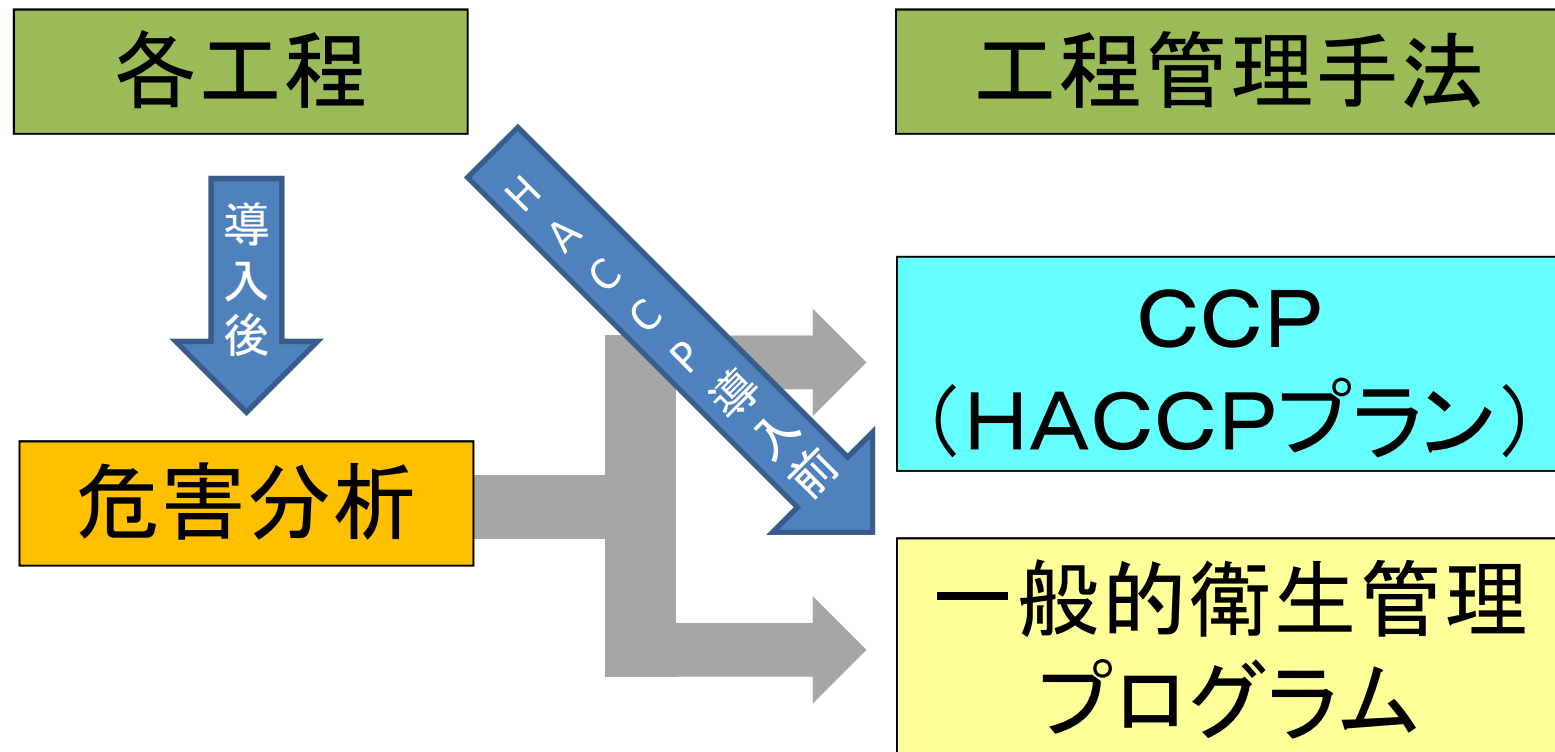 各工程
工程管理手法
導入後
ＨＡＣＣＰ導入前
ＣＣＰ
（ＨＡＣＣＰプラン）
危害分析
一般的衛生管理
プログラム